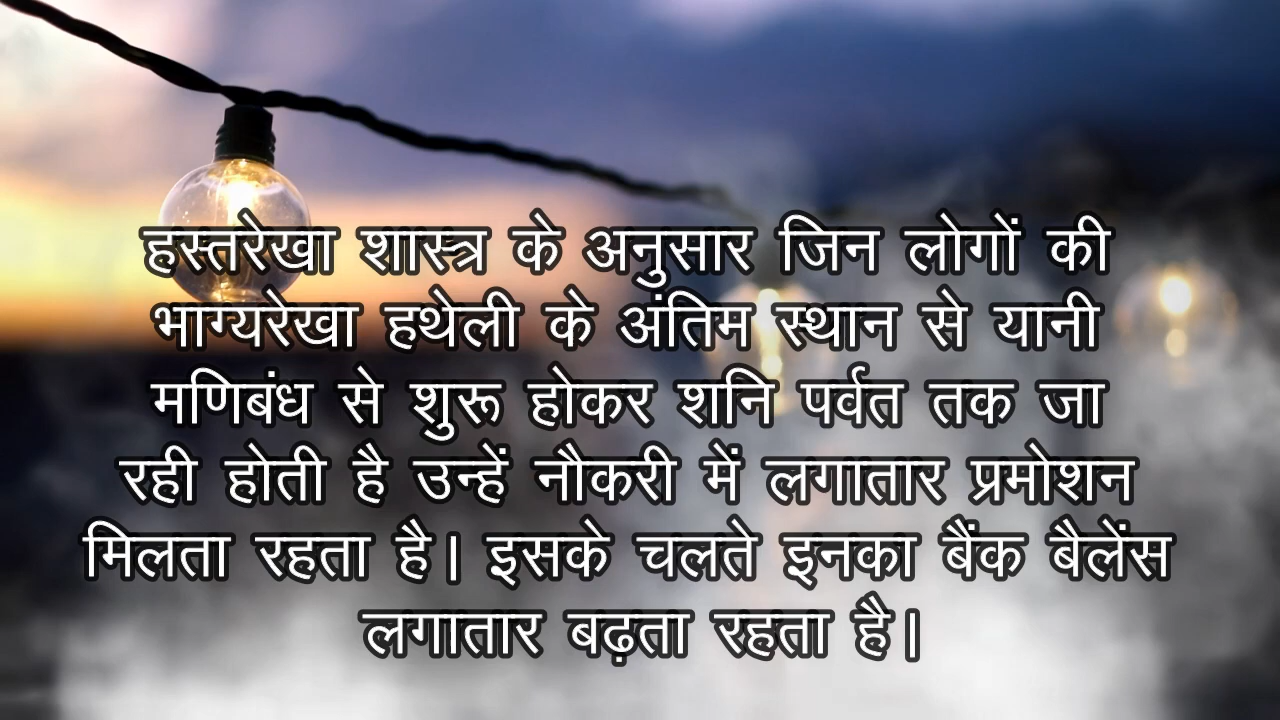 हस्तरेखा शास्त्र के अनुसार जिन लोगों की
भाग्यरेखा हथेली के अंतिम स्थान से यानी
मणिबंध से शुरू होकर शनि पर्वत तक जा
रही होती है उन्हें नौकरी में लगातार प्रमोशन
मिलता रहता है। इसके चलते इनका बैंक बैलेंस
लगातार बढ़ता रहता है।